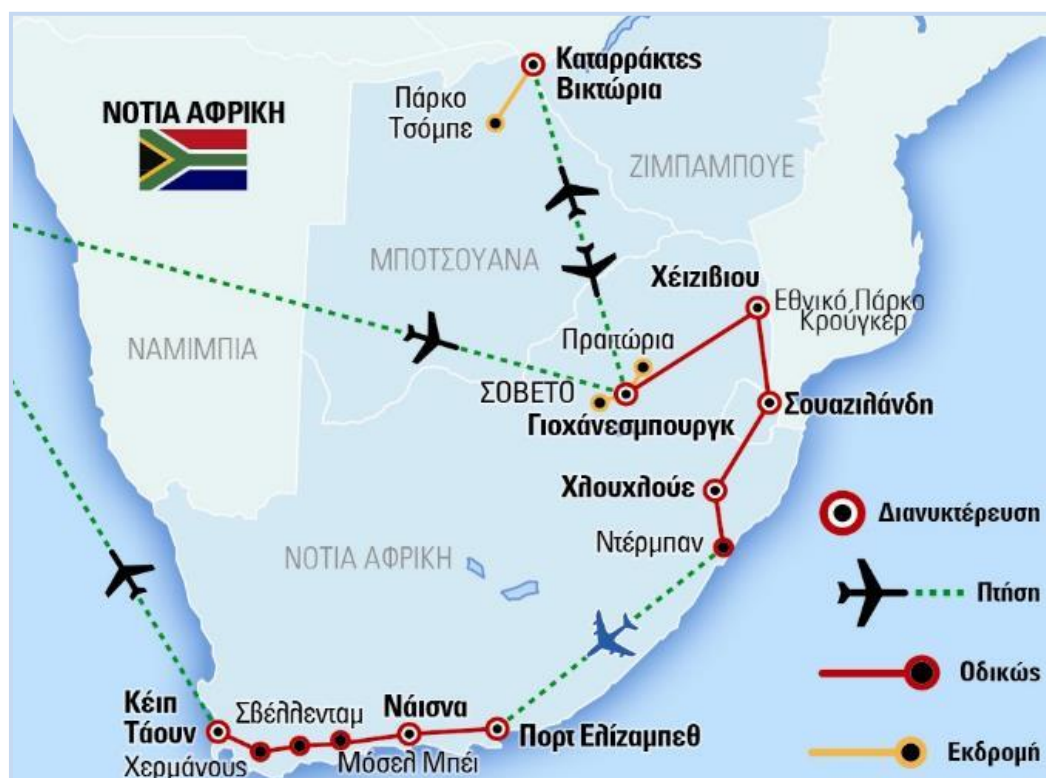 Καταρράκτες
Βικτώρια
Πάρκο
Τσόμπε
ΝΟΤΙΑ ΑΦΡΙΚΗ
ΖΙΜΠΑΜΠΟΥΕ
ΜΠΟΤΣΟΥΑΝΑ
Χέιζιβιου
Εθνικό Πάρκο
Κρούγκερ
Πραιτώρια
ΝΑΜΙΜΠΙΑ
ΣΟΒΕΤΟ
Γιοχάνεσμπουργκ
Σουαζιλάνδη
Χλουχλούε
Διανυκτέρευση
Ντέρμπαν
ΝΟΤΙΑ ΑΦΡΙΚΗ
Πτήση
Οδικώς
Κέιπ
Τάουν
Σβέλλενταμ
Νάισνα
Πορτ Ελίζαμπεθ
Χερμάνους
Μόσελ Μπέι
Εκδρομή